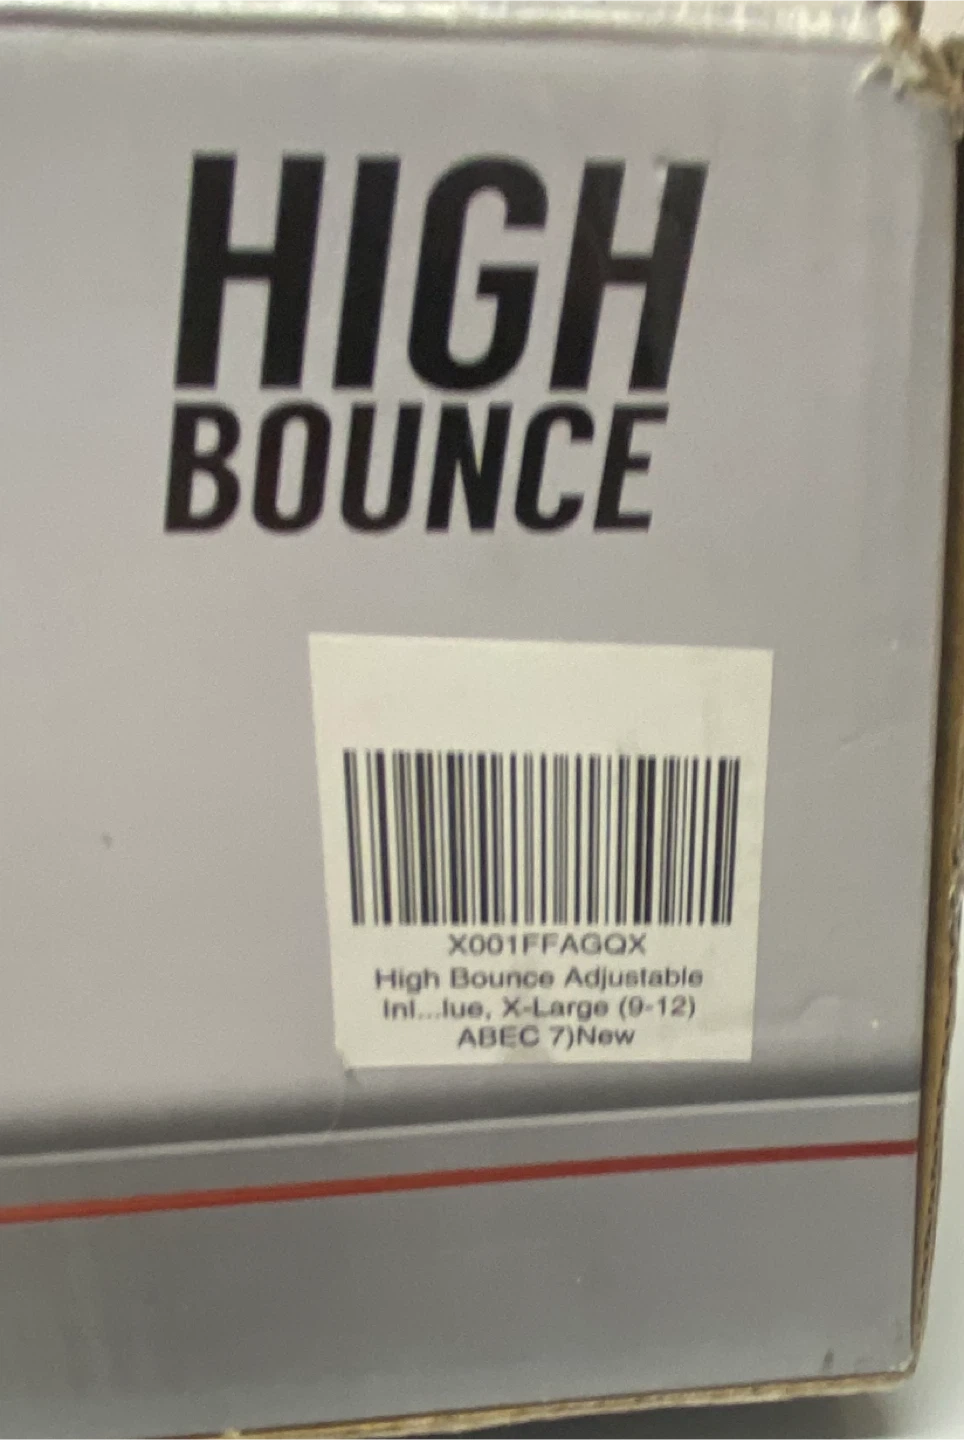 HIGH
BOUNCE
X001FFAGQX
High Bounce Adjustable
Inl...lue, X-Large (9-12)
ABEC 7)New